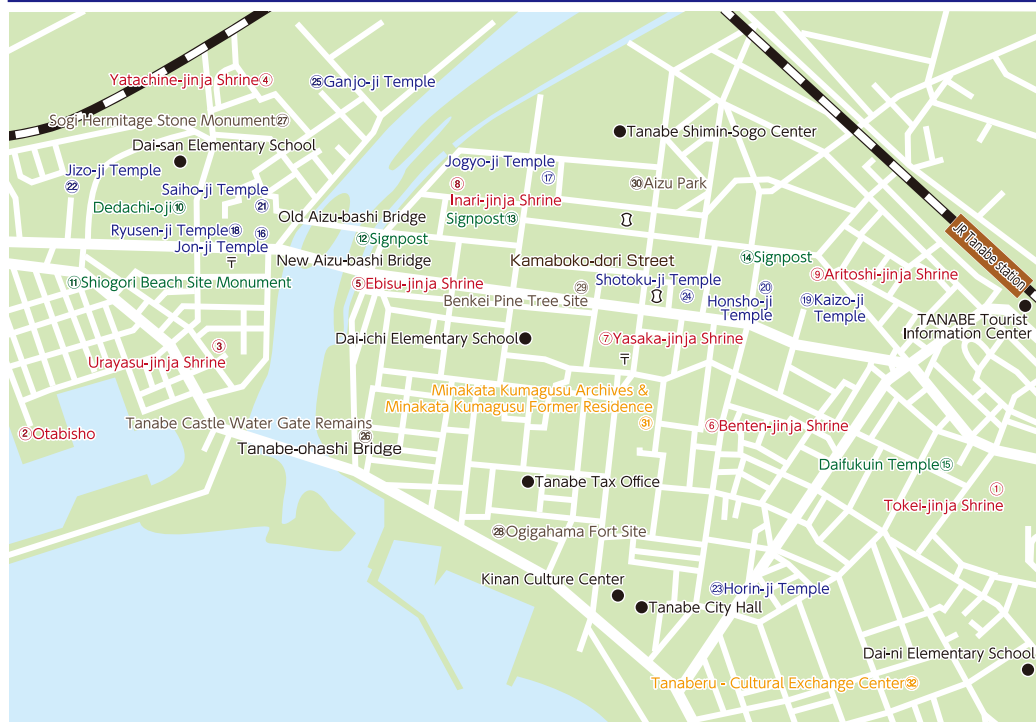 Yatachine-jinja Shrine④
㉕Ganjo-ji Temple
Sogi Hermitage Stone Monument㉗
Dai-san Elementary School
Tanabe Shimin-Sogo Center
Jizo-ji Temple
㉒
Saiho-ji Temple
㉑
Jogyo-ji Temple
⑰
⑧
Inari-jinja Shrine
㉚Aizu Park
Dedachi-oji⑩
Old Aizu-bashi Bridge
Signpost⑬
Ryusen-ji Temple⑱
⑯
Jon-ji Temple
〒
⑫Signpost
New Aizu-bashi Bridge
Kamaboko-dori Street
⑭Signpost
JR Tanabe station
⑪Shiogori Beach Site Monument
⑤Ebisu-jinja Shrine
㉙
Benkei Pine Tree Site
Shotoku-ji Temple
㉔
⑳
Honsho-ji
Temple
⑨Aritoshi-jinja Shrine
⑲Kaizo-ji
Temple
TANABE Tourist
Information Center
③
Urayasu-jinja Shrine
Dai-ichi Elementary School
⑦Yasaka-jinja Shrine
〒
Minakata Kumagusu Archives &
Minakata Kumagusu Former Residence
㉛
②Otabisho
Tanabe Castle Water Gate Remains
㉖
Tanabe-ohashi Bridge
⑥Benten-jinja Shrine
Daifukuin Temple⑮
Tanabe Tax Office
①
Tokei-jinja Shrine
㉘Ogigahama Fort Site
Kinan Culture Center
Tanabe City Hall
㉓Horin-ji Temple
Dai-ni Elementary School
Tanaberu - Cultural Exchange Center㉜